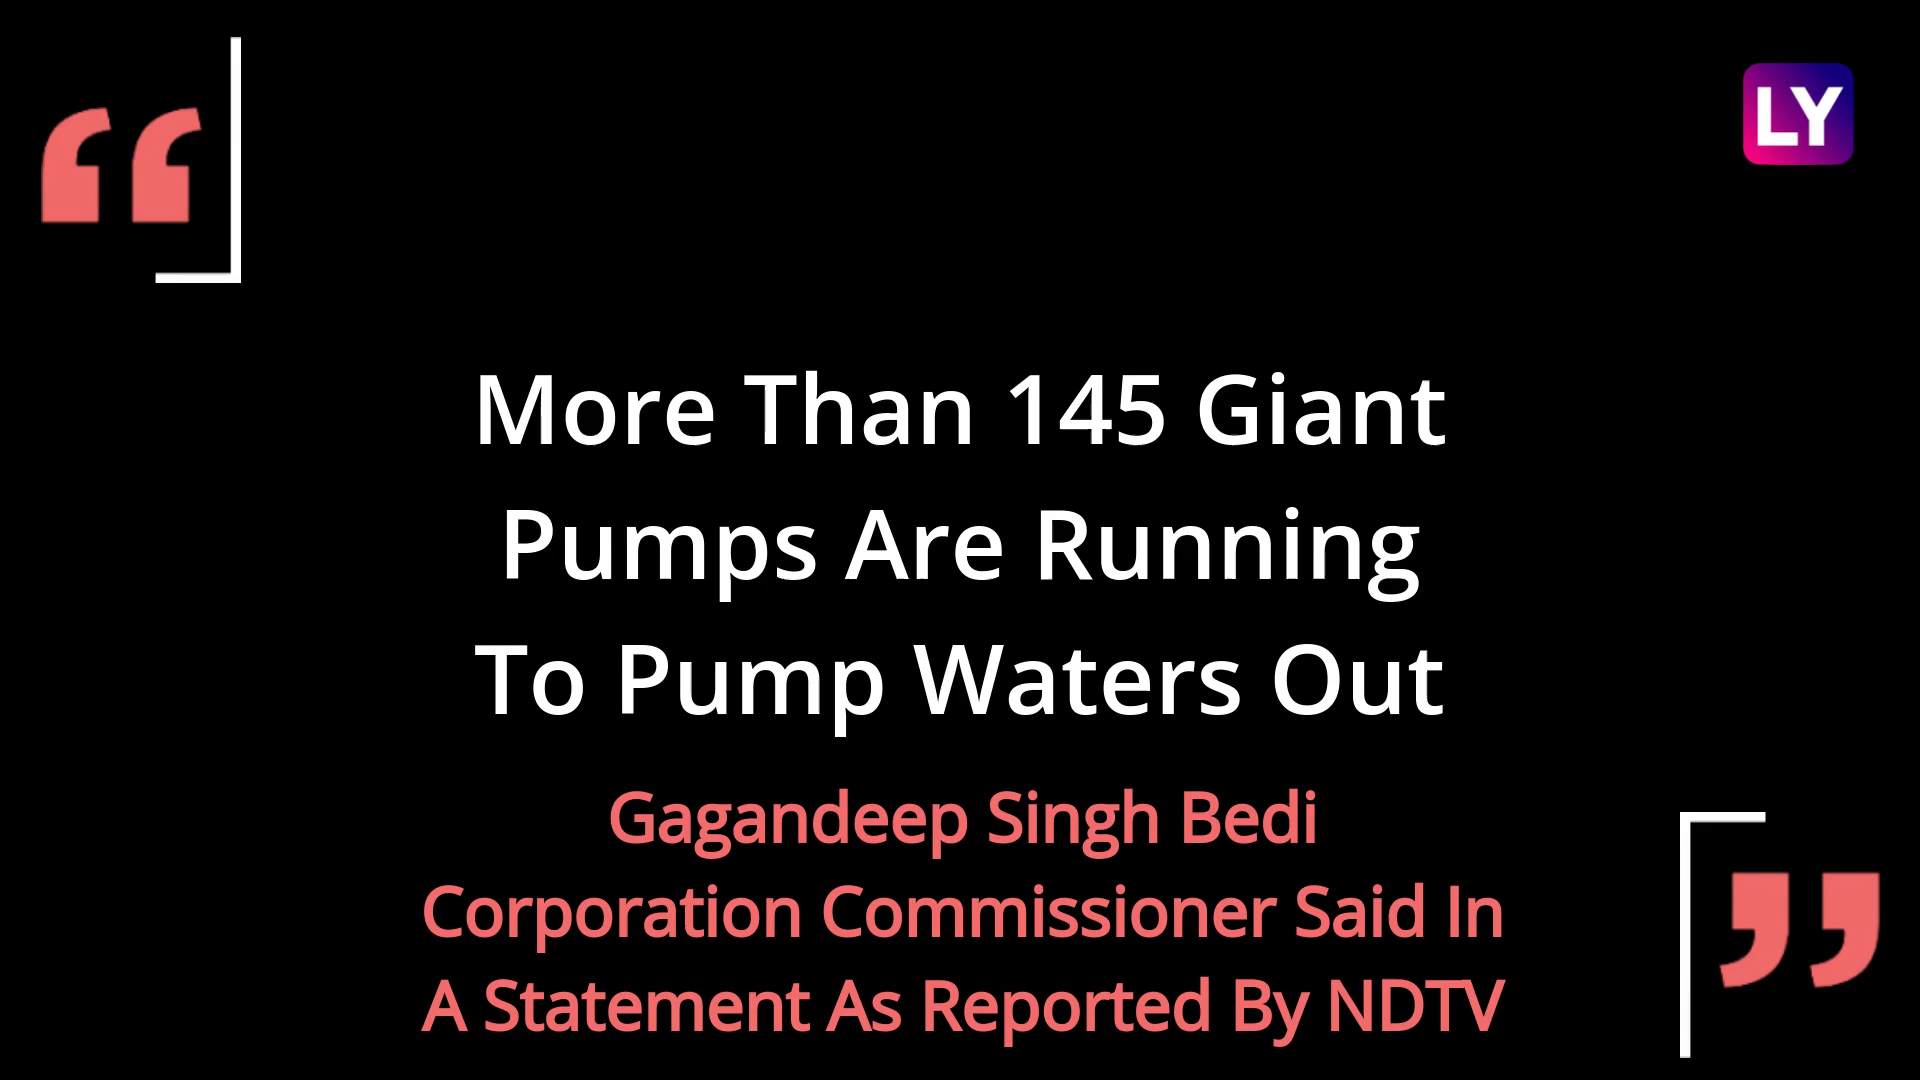 LY
More Than 145 Giant
Pumps Are Running
To Pump Waters Out
Gagandeep Singh Bedi
Corporation Commissioner Said In
A Statement As Reported By NDTV